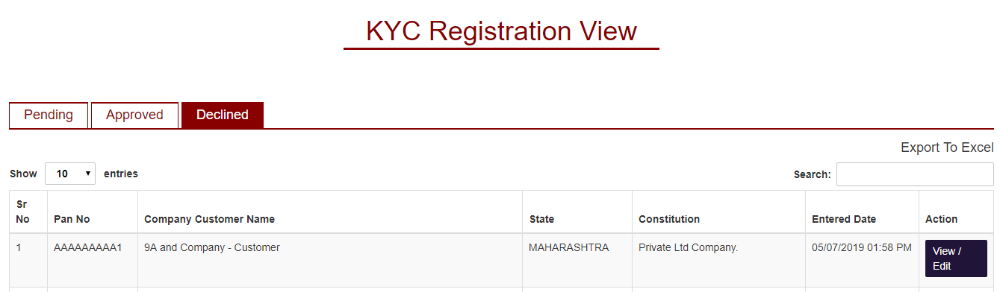 KYC Registration View
Pending Approved Declined
Export To Excel
Show 10 entries Search:
Sr No Pan No Company Customer Name State Constitution Entered Date Action
1 AAAAAAAAA1 9A and Company - Customer MAHARASHTRA Private Ltd Company. 05/07/2019 01:58 PM View / Edit